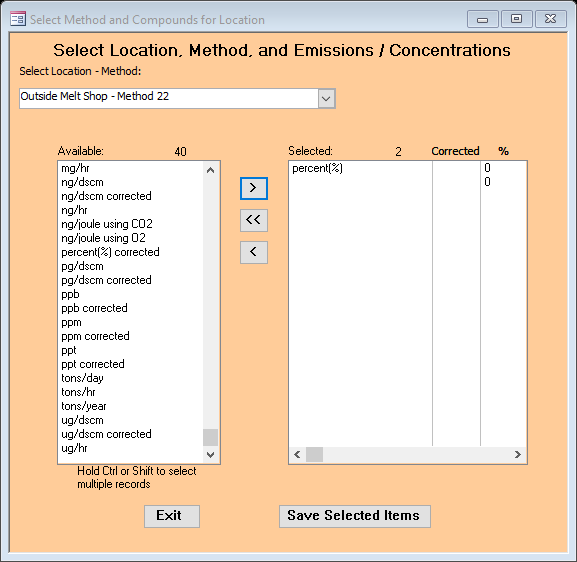 Select Method and Compounds for Location
Select Location, Method, and Emissions / Concentrations
Select Location - Method:
Outside Melt Shop - Method 22
Available: 40
mg/hr
ng/dscm
ng/dscm corrected
ng/hr
ng/joule using CO2
ng/joule using O2
percent(%) corrected
pg/dscm
pg/dscm corrected
ppb
ppb corrected
ppm
ppm corrected
ppt
ppt corrected
tons/day
tons/hr
tons/year
ug/dscm
ug/dscm corrected
ug/hr
Hold Ctrl or Shift to select
multiple records
>
<<
<
Selected: 2 Corrected %
percent(%) 0
0
Exit
Save Selected Items